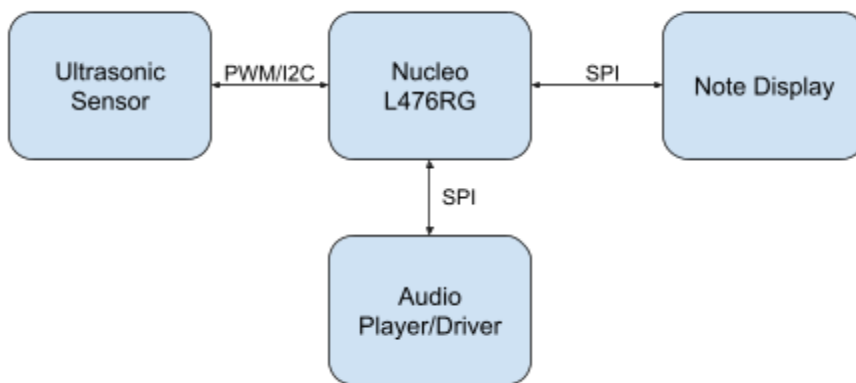 Ultrasonic
Sensor
PWM/I2C
Nucleo
L476RG
SPI
Note Display
SPI
Audio
Player/Driver